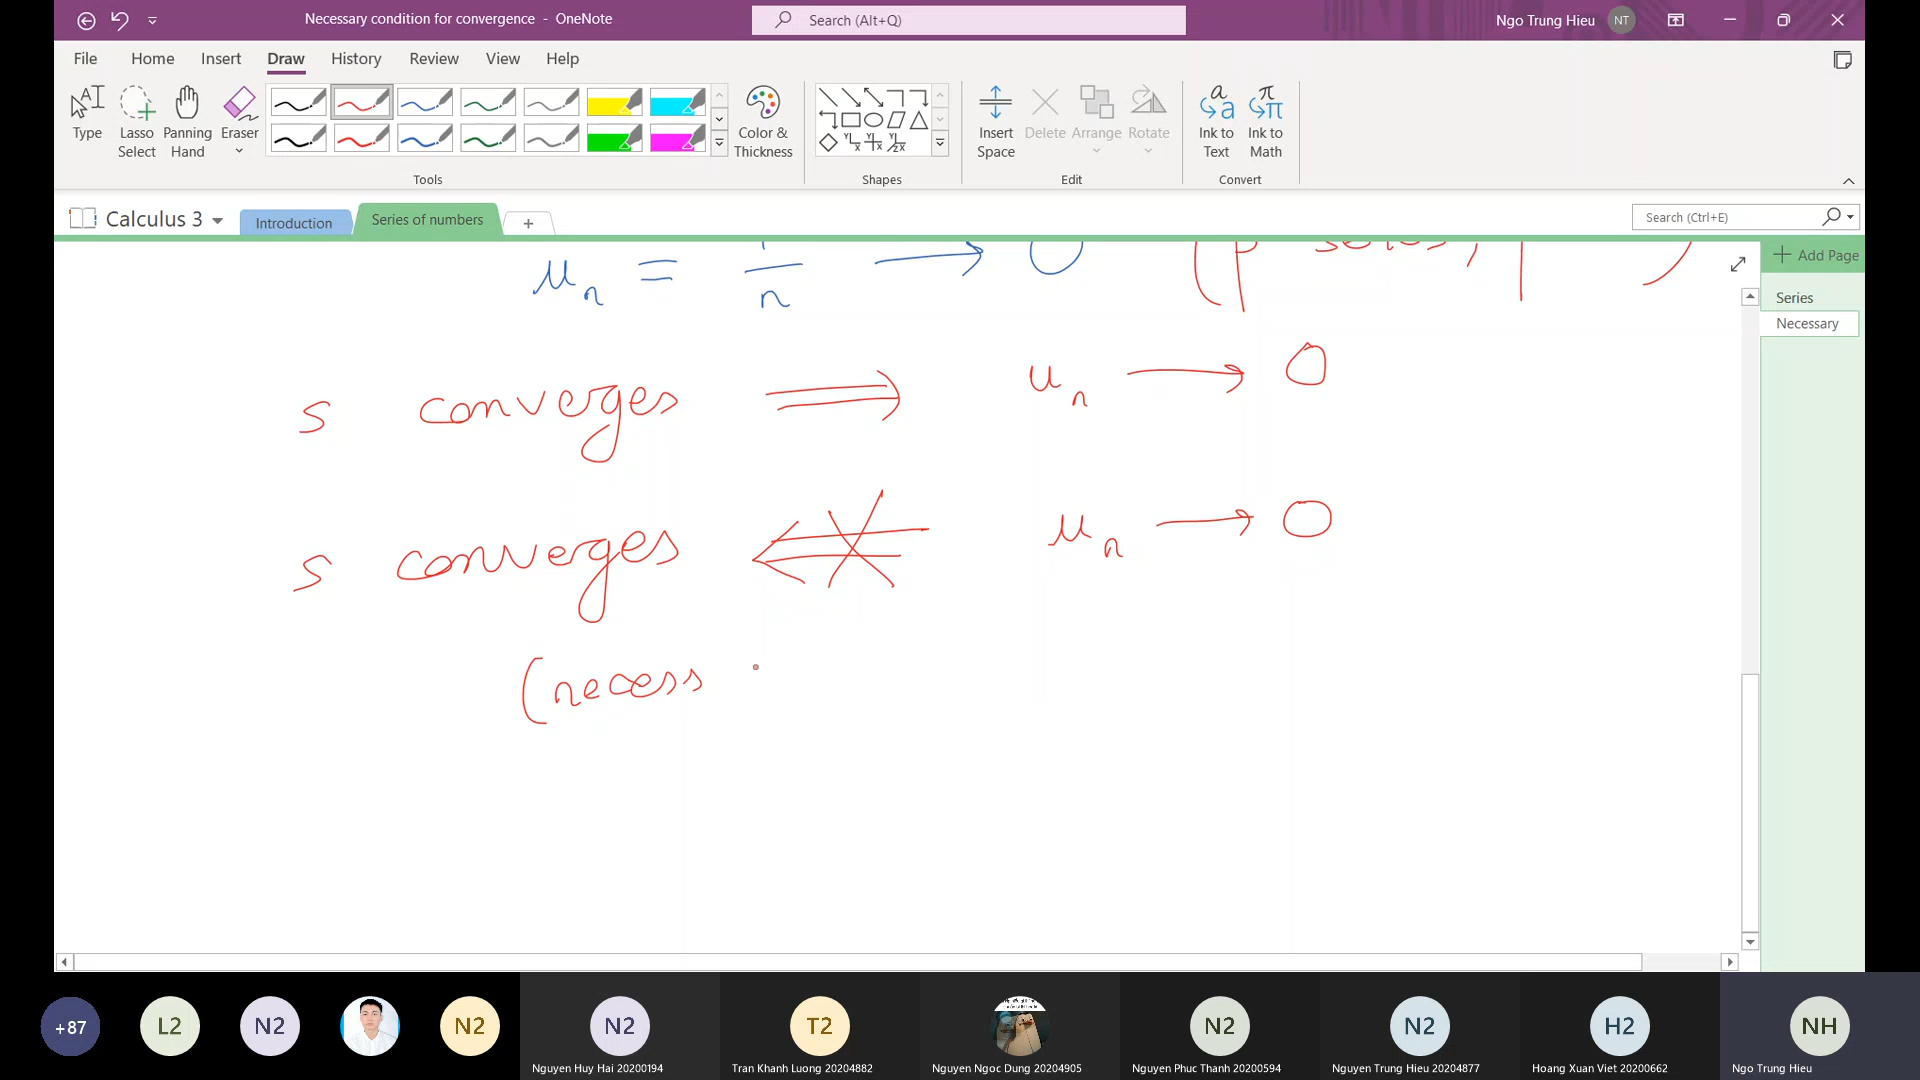 Necessary condition for convergence - OneNote
Search (Alt+Q)
Ngo Trung Hieu
NT
File Home Insert Draw History Review View Help
Type
Lasso Select
Panning Hand
Eraser
Color & Thickness
Insert Space
Delete
Arrange
Rotate
Ink to Text
Ink to Math
Tools Shapes Edit Convert
Calculus 3
Introduction
Series of numbers
+
Search (Ctrl+E)
Add Page
Series
Necessary
u_n = 1/n → 0 (p
s converges ⟹ u_n → 0
s converges ⟸ u_n → 0
(necess
+87 L2 N2 N2 N2 T2 N2 N2 H2 NH
Nguyen Huy Hai 20200194
Tran Khanh Luong 20204882
Nguyen Ngoc Dung 20204905
Nguyen Phuc Thanh 20200594
Nguyen Trung Hieu 20204877
Hoang Xuan Viet 20200662
Ngo Trung Hieu